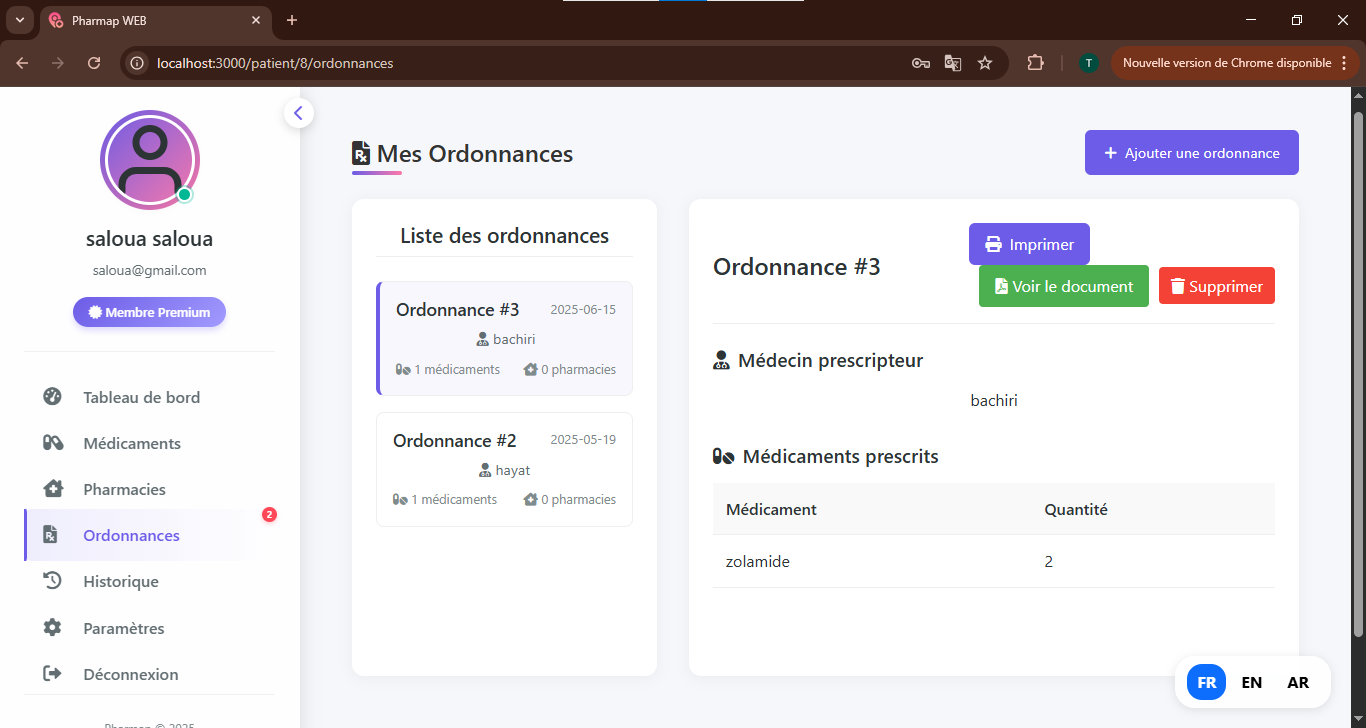 Pharmap WEB
localhost:3000/patient/8/ordonnances
T
Nouvelle version de Chrome disponible
saloua saloua
saloua@gmail.com
Membre Premium
Tableau de bord
Médicaments
Pharmacies
2
Ordonnances
Historique
Paramètres
Déconnexion
Pharmap © 2025
Mes Ordonnances
Ajouter une ordonnance
Liste des ordonnances
Ordonnance #3 2025-06-15
bachiri
1 médicaments 0 pharmacies
Ordonnance #2 2025-05-19
hayat
1 médicaments 0 pharmacies
Ordonnance #3
Imprimer
Voir le document Supprimer
Médecin prescripteur
bachiri
Médicaments prescrits
Médicament Quantité
zolamide 2
FR EN AR